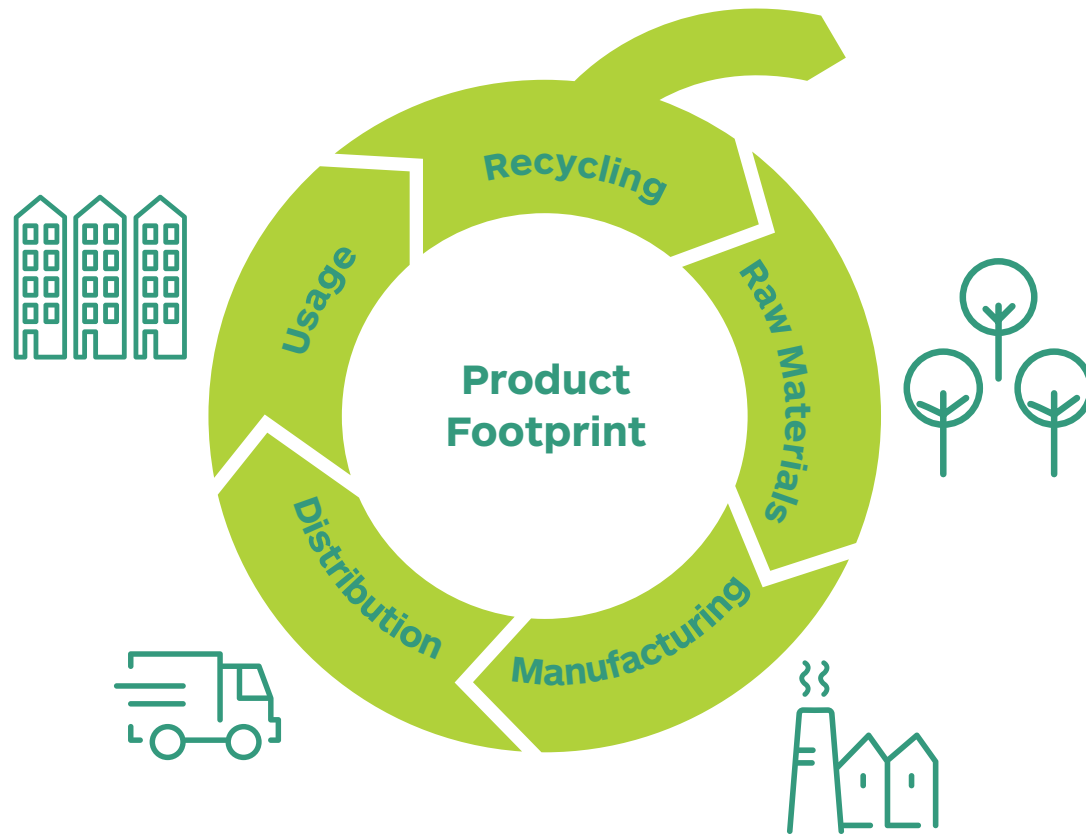 Recycling
Raw Materials
Manufacturing
Distribution
Usage
Product
Footprint